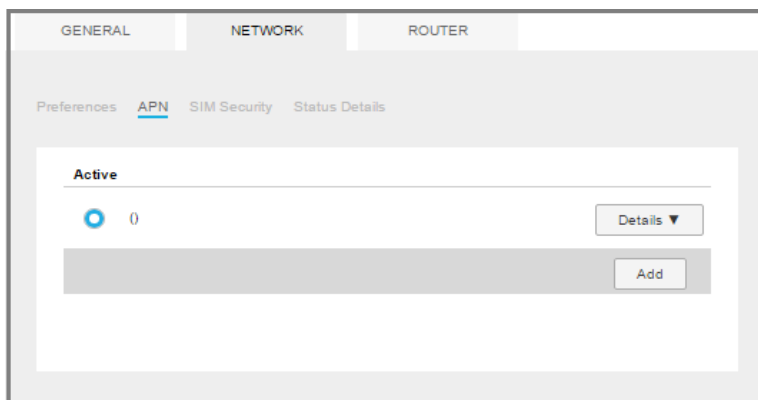 GENERAL NETWORK ROUTER
Preferences APN SIM Security Status Details
Active
() Details ▼
Add